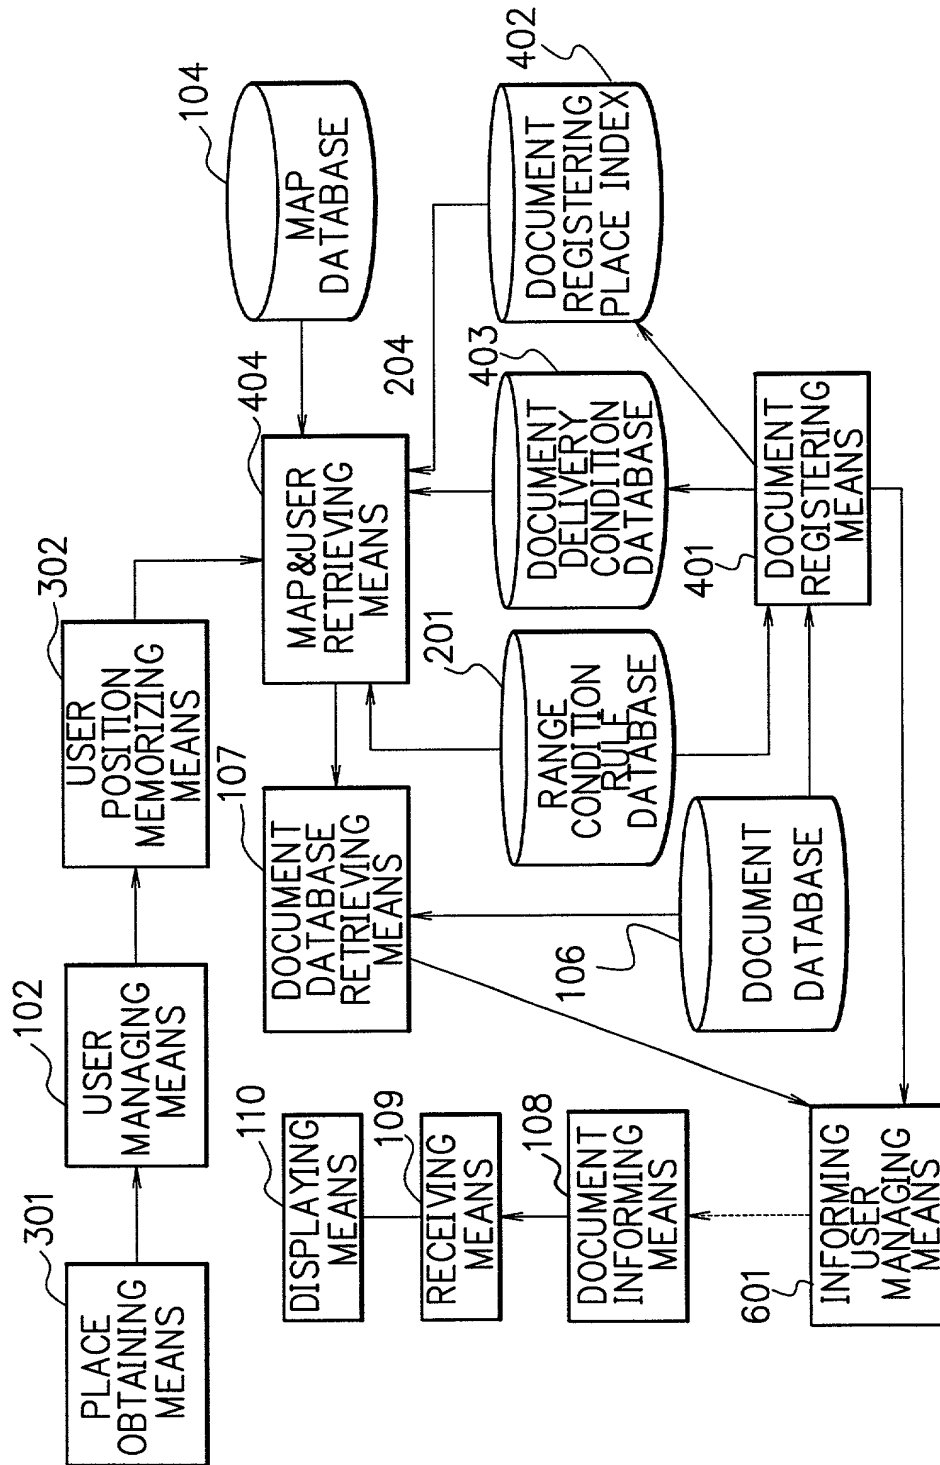 301
PLACE
OBTAINING
MEANS
102
USER
MANAGING
MEANS
302
USER
POSITION
MEMORIZING
MEANS
110
DISPLAYING
MEANS
109
RECEIVING
MEANS
108
DOCUMENT
INFORMING
MEANS
601
INFORMING
USER
MANAGING
MEANS
107
DOCUMENT
DATABASE
RETRIEVING
MEANS
404
MAP&USER
RETRIEVING
MEANS
104
MAP
DATABASE
204
201
RANGE
CONDITION
RULE
DATABASE
403
DOCUMENT
DELIVERY
CONDITION
DATABASE
402
DOCUMENT
REGISTERING
PLACE INDEX
106
DOCUMENT
DATABASE
401
DOCUMENT
REGISTERING
MEANS